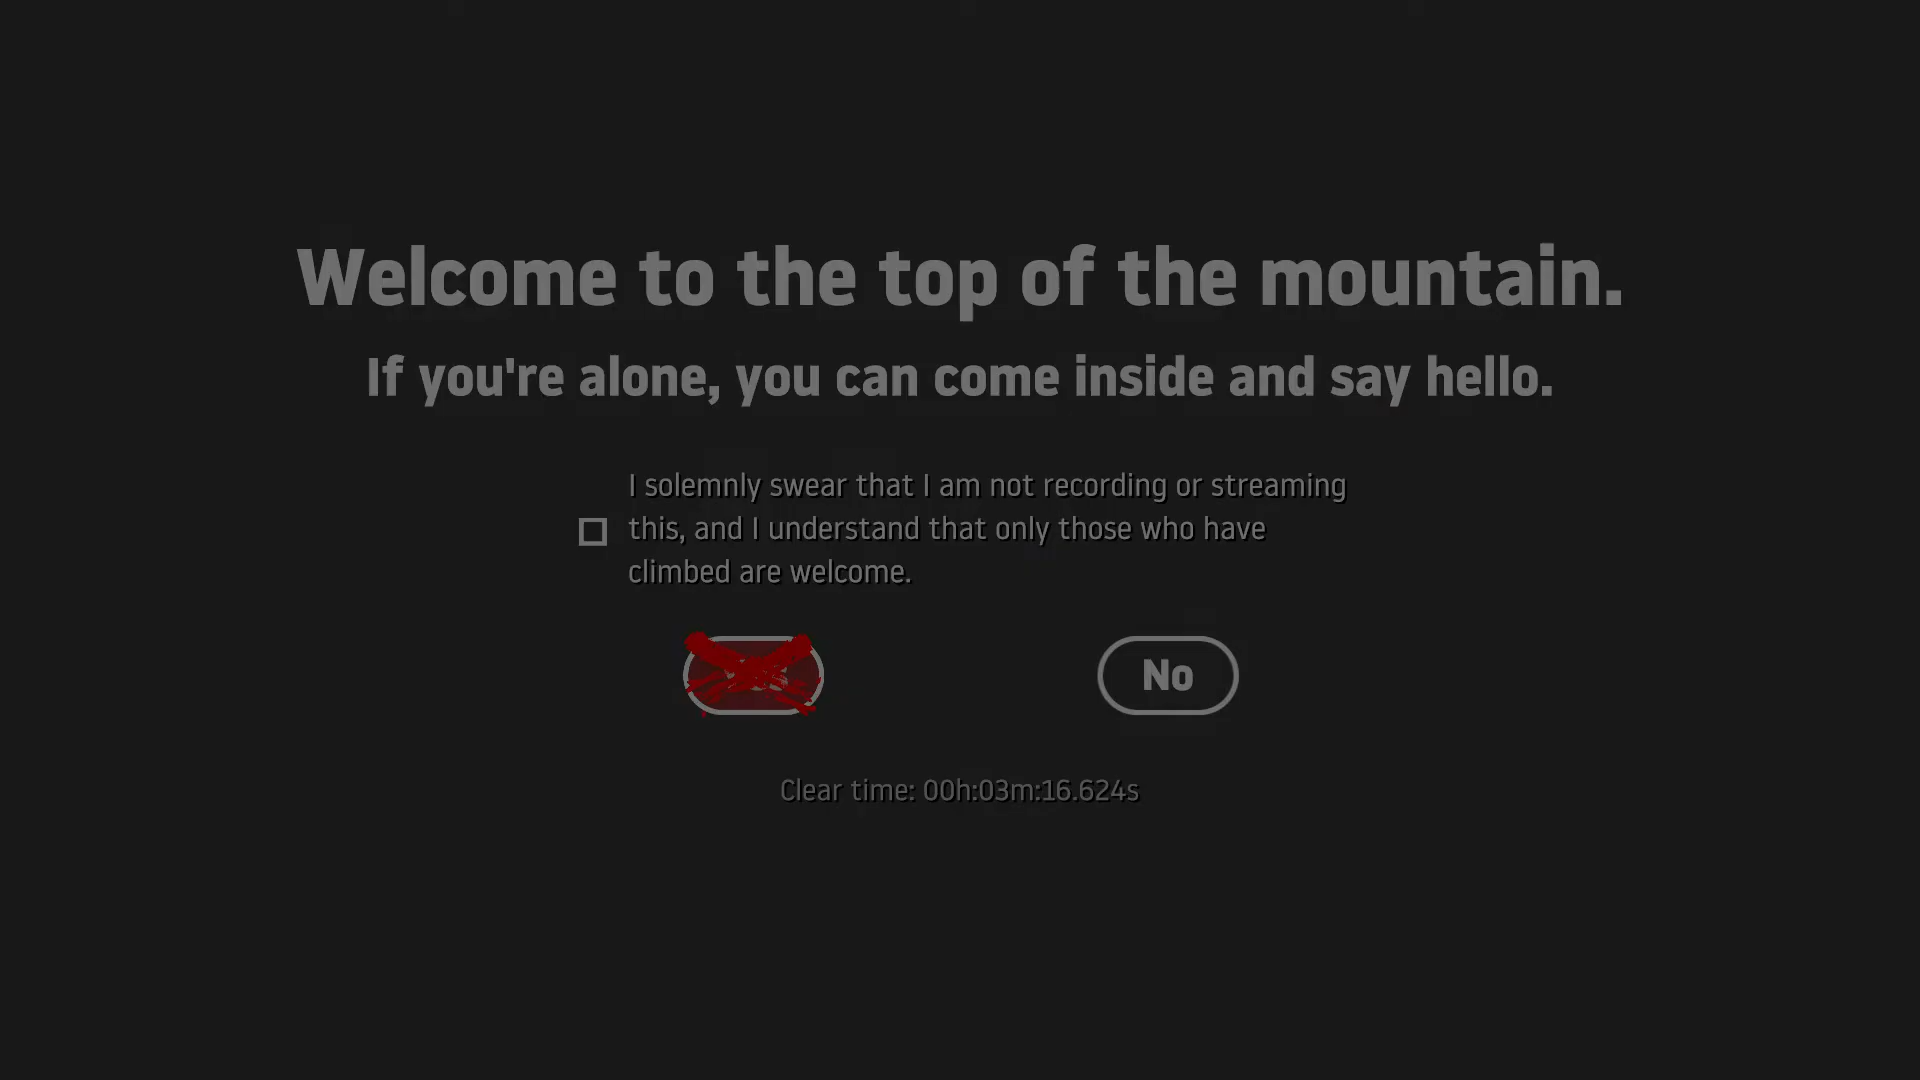 Welcome to the top of the mountain.
If you're alone, you can come inside and say hello.
I solemnly swear that I am not recording or streaming
this, and I understand that only those who have
climbed are welcome.
No
Clear time: 00h:03m:16.624s